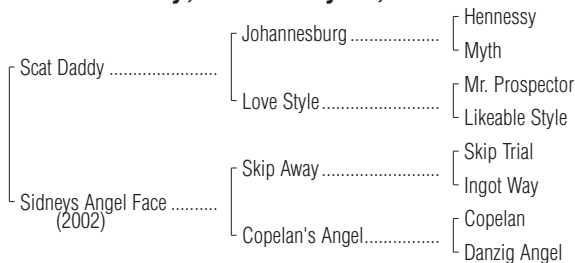 Hennessy
Johannesburg
Myth
Scat Daddy
Mr. Prospector
Love Style
Likeable Style
Skip Trial
Skip Away
Ingot Way
Sidneys Angel Face
(2002)
Copelan
Copelan's Angel
Danzig Angel